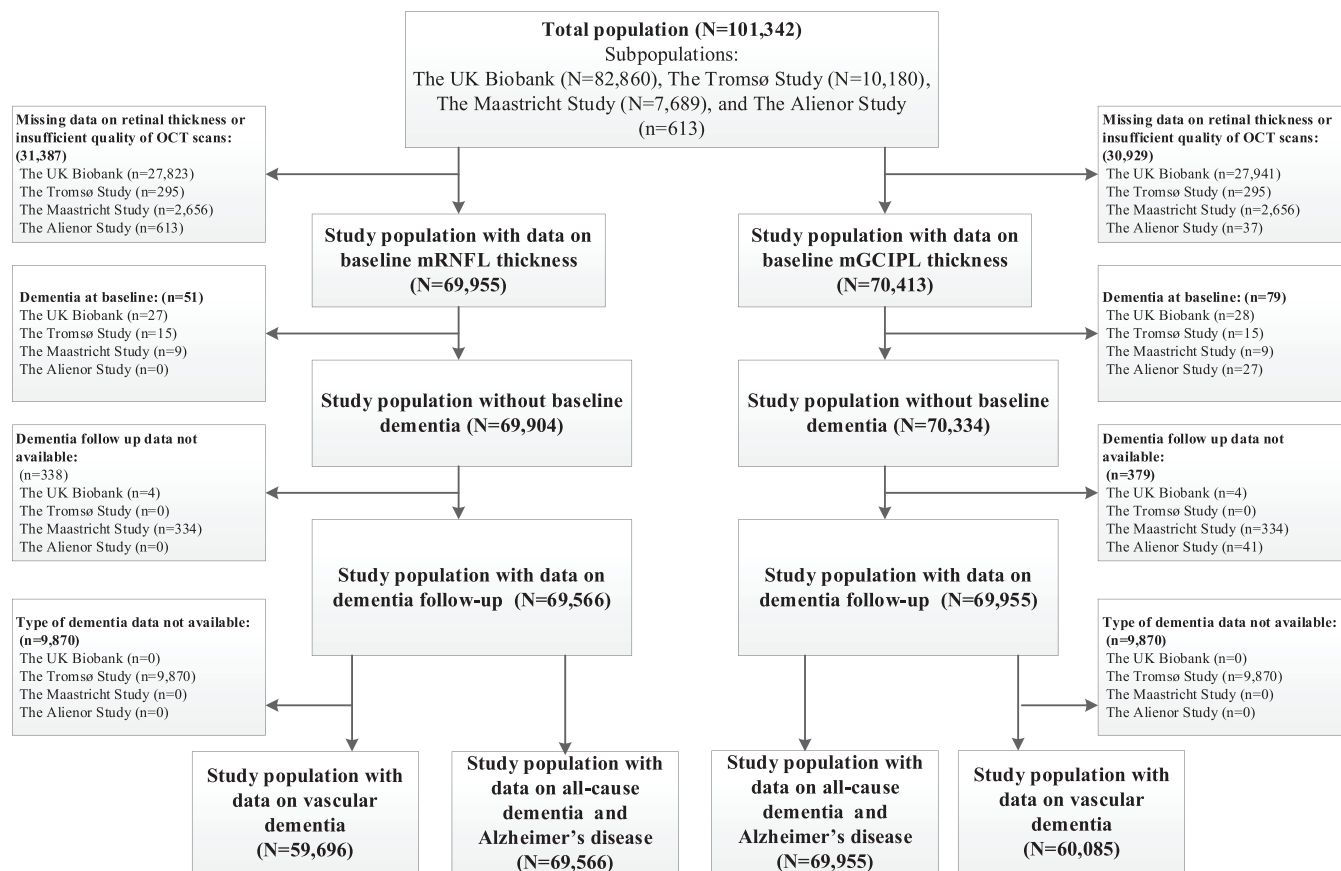 Total population (N=101,342)
Subpopulations:
The UK Biobank (N=82,860), The Tromsø Study (N=10,180),
The Maastricht Study (N=7,689), and The Alienor Study
(n=613)
Missing data on retinal thickness or
insufficient quality of OCT scans:
(31,387)
The UK Biobank (n=27,823)
The Tromsø Study (n=295)
The Maastricht Study (n=2,656)
The Alienor Study (n=613)
Missing data on retinal thickness or
insufficient quality of OCT scans:
(30,929)
The UK Biobank (n=27,941)
The Tromsø Study (n=295)
The Maastricht Study (n=2,656)
The Alienor Study (n=37)
Study population with data on
baseline mRNFL thickness
(N=69,955)
Study population with data on
baseline mGCIPL thickness
(N=70,413)
Dementia at baseline: (n=51)
The UK Biobank (n=27)
The Tromsø Study (n=15)
The Maastricht Study (n=9)
The Alienor Study (n=0)
Dementia at baseline: (n=79)
The UK Biobank (n=28)
The Tromsø Study (n=15)
The Maastricht Study (n=9)
The Alienor Study (n=27)
Study population without baseline
dementia (N=69,904)
Study population without baseline
dementia (N=70,334)
Dementia follow up data not
available:
(n=338)
The UK Biobank (n=4)
The Tromsø Study (n=0)
The Maastricht Study (n=334)
The Alienor Study (n=0)
Dementia follow up data not
available:
(n=379)
The UK Biobank (n=4)
The Tromsø Study (n=0)
The Maastricht Study (n=334)
The Alienor Study (n=41)
Study population with data on
dementia follow-up (N=69,566)
Study population with data on
dementia follow-up (N=69,955)
Type of dementia data not available:
(n=9,870)
The UK Biobank (n=0)
The Tromsø Study (n=9,870)
The Maastricht Study (n=0)
The Alienor Study (n=0)
Type of dementia data not available:
(n=9,870)
The UK Biobank (n=0)
The Tromsø Study (n=9,870)
The Maastricht Study (n=0)
The Alienor Study (n=0)
Study population with
data on vascular
dementia
(N=59,696)
Study population with
data on all-cause
dementia and
Alzheimer's disease
(N=69,566)
Study population with
data on all-cause
dementia and
Alzheimer's disease
(N=69,955)
Study population with
data on vascular
dementia
(N=60,085)